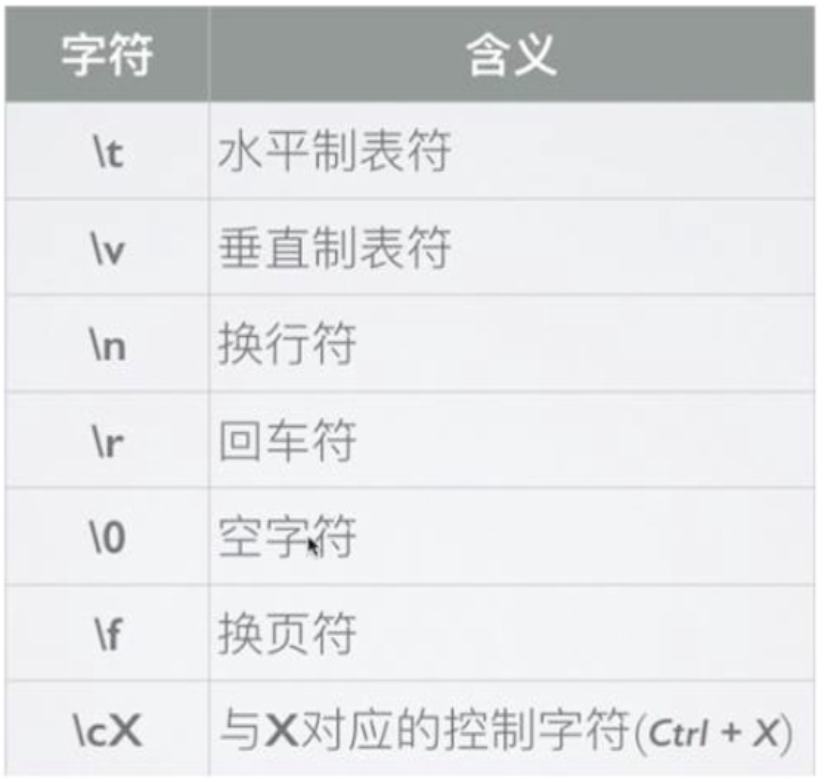 字符 含义
\t 水平制表符
\v 垂直制表符
\n 换行符
\r 回车符
\0 空字符
\f 换页符
\cX 与X对应的控制字符(Ctrl + X)